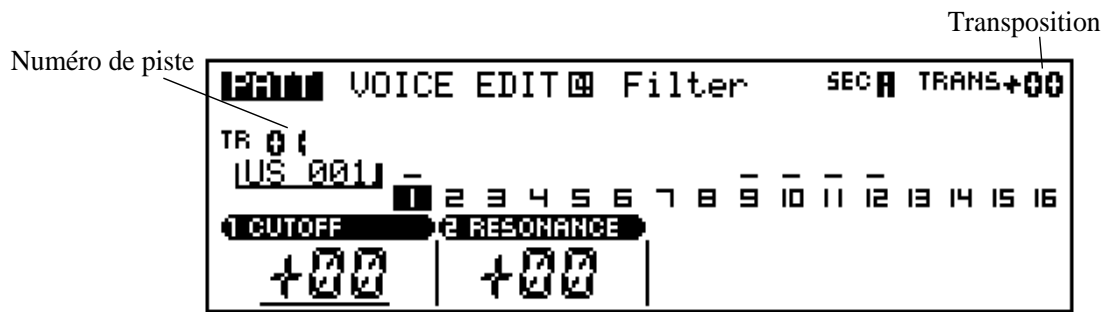 Transposition
Numéro de piste
PATT VOICE EDIT 4 Filter SEC A TRANS+00
TR 01
US 001
1 2 3 4 5 6 7 8 9 10 11 12 13 14 15 16
1 CUTOFF 2 RESONANCE
+00 +00